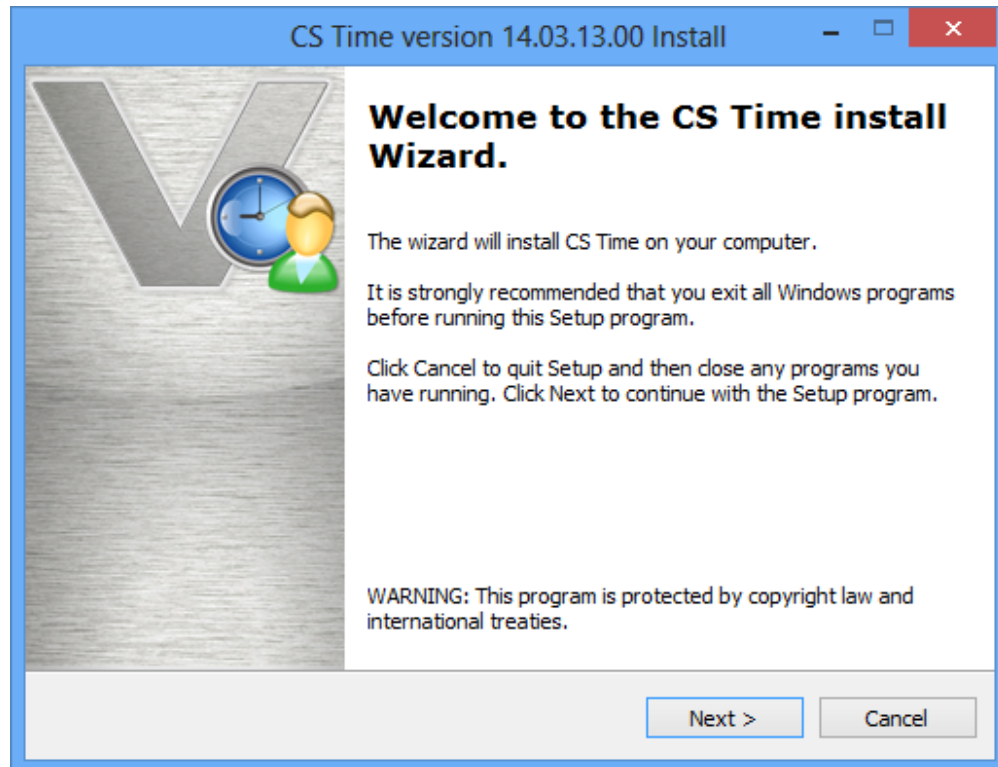 CS Time version 14.03.13.00 Install
Welcome to the CS Time install
Wizard.
The wizard will install CS Time on your computer.
It is strongly recommended that you exit all Windows programs
before running this Setup program.
Click Cancel to quit Setup and then close any programs you
have running. Click Next to continue with the Setup program.
WARNING: This program is protected by copyright law and
international treaties.
Next >
Cancel